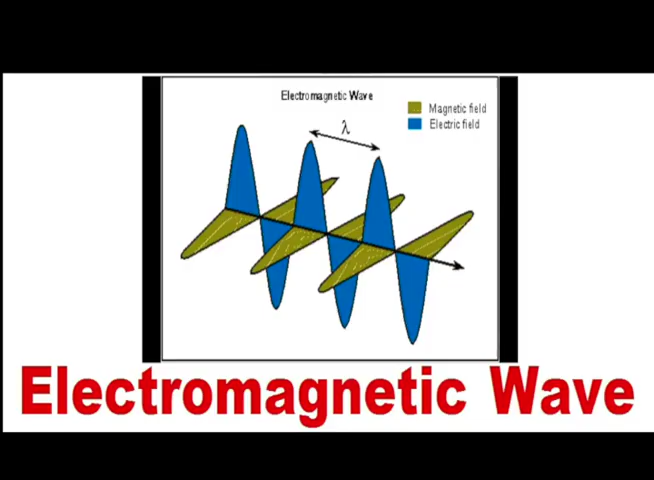 Electromagnetic Wave
Magnetic field
Electric field
λ
Electromagnetic Wave